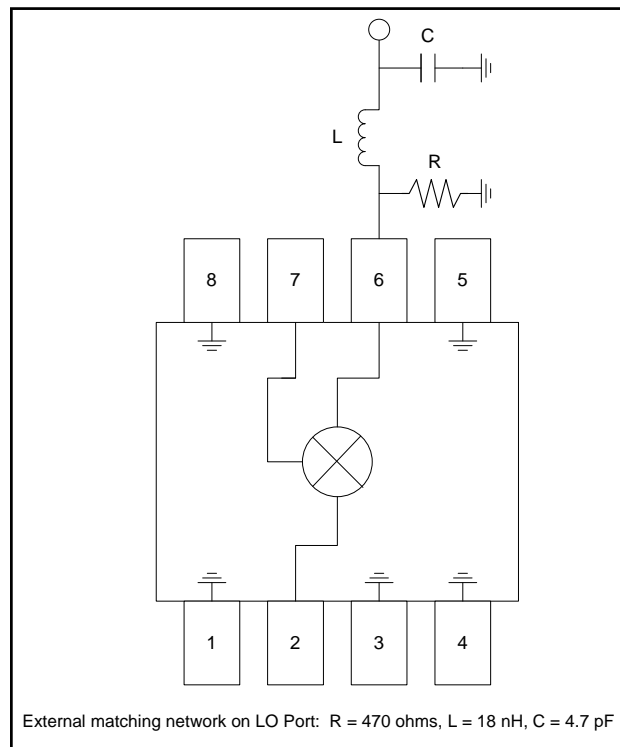 C
L
R
8 7 6 5
1 2 3 4
External matching network on LO Port: R = 470 ohms, L = 18 nH, C = 4.7 pF